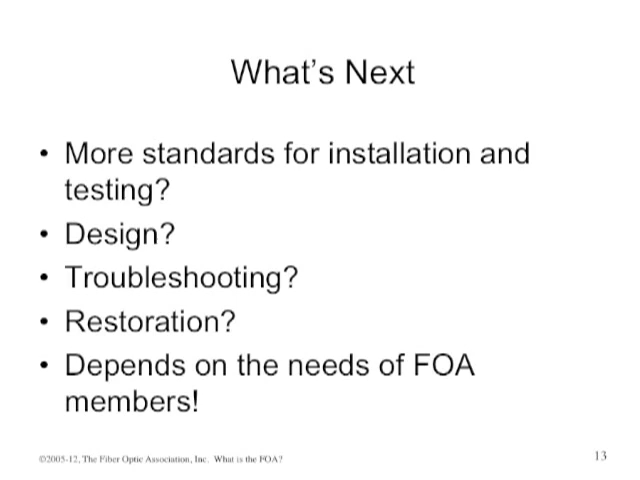 What's Next
• More standards for installation and
testing?
• Design?
• Troubleshooting?
• Restoration?
• Depends on the needs of FOA
members!
©2005-12, The Fiber Optic Association, Inc. What is the FOA?
13